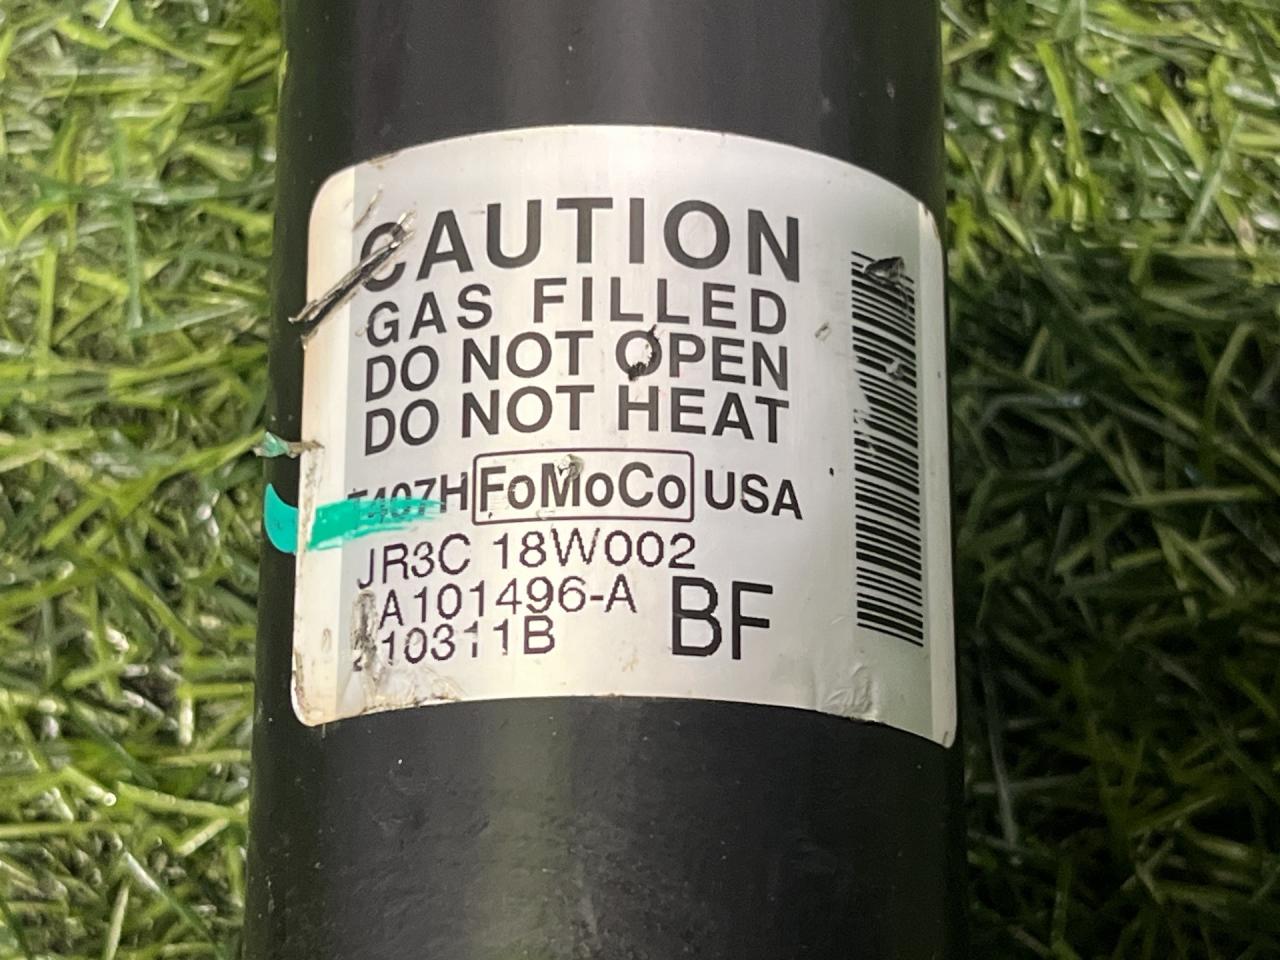 CAUTION
GAS FILLED
DO NOT OPEN
DO NOT HEAT
FoMoCo USA
JR3C 18W002
BF